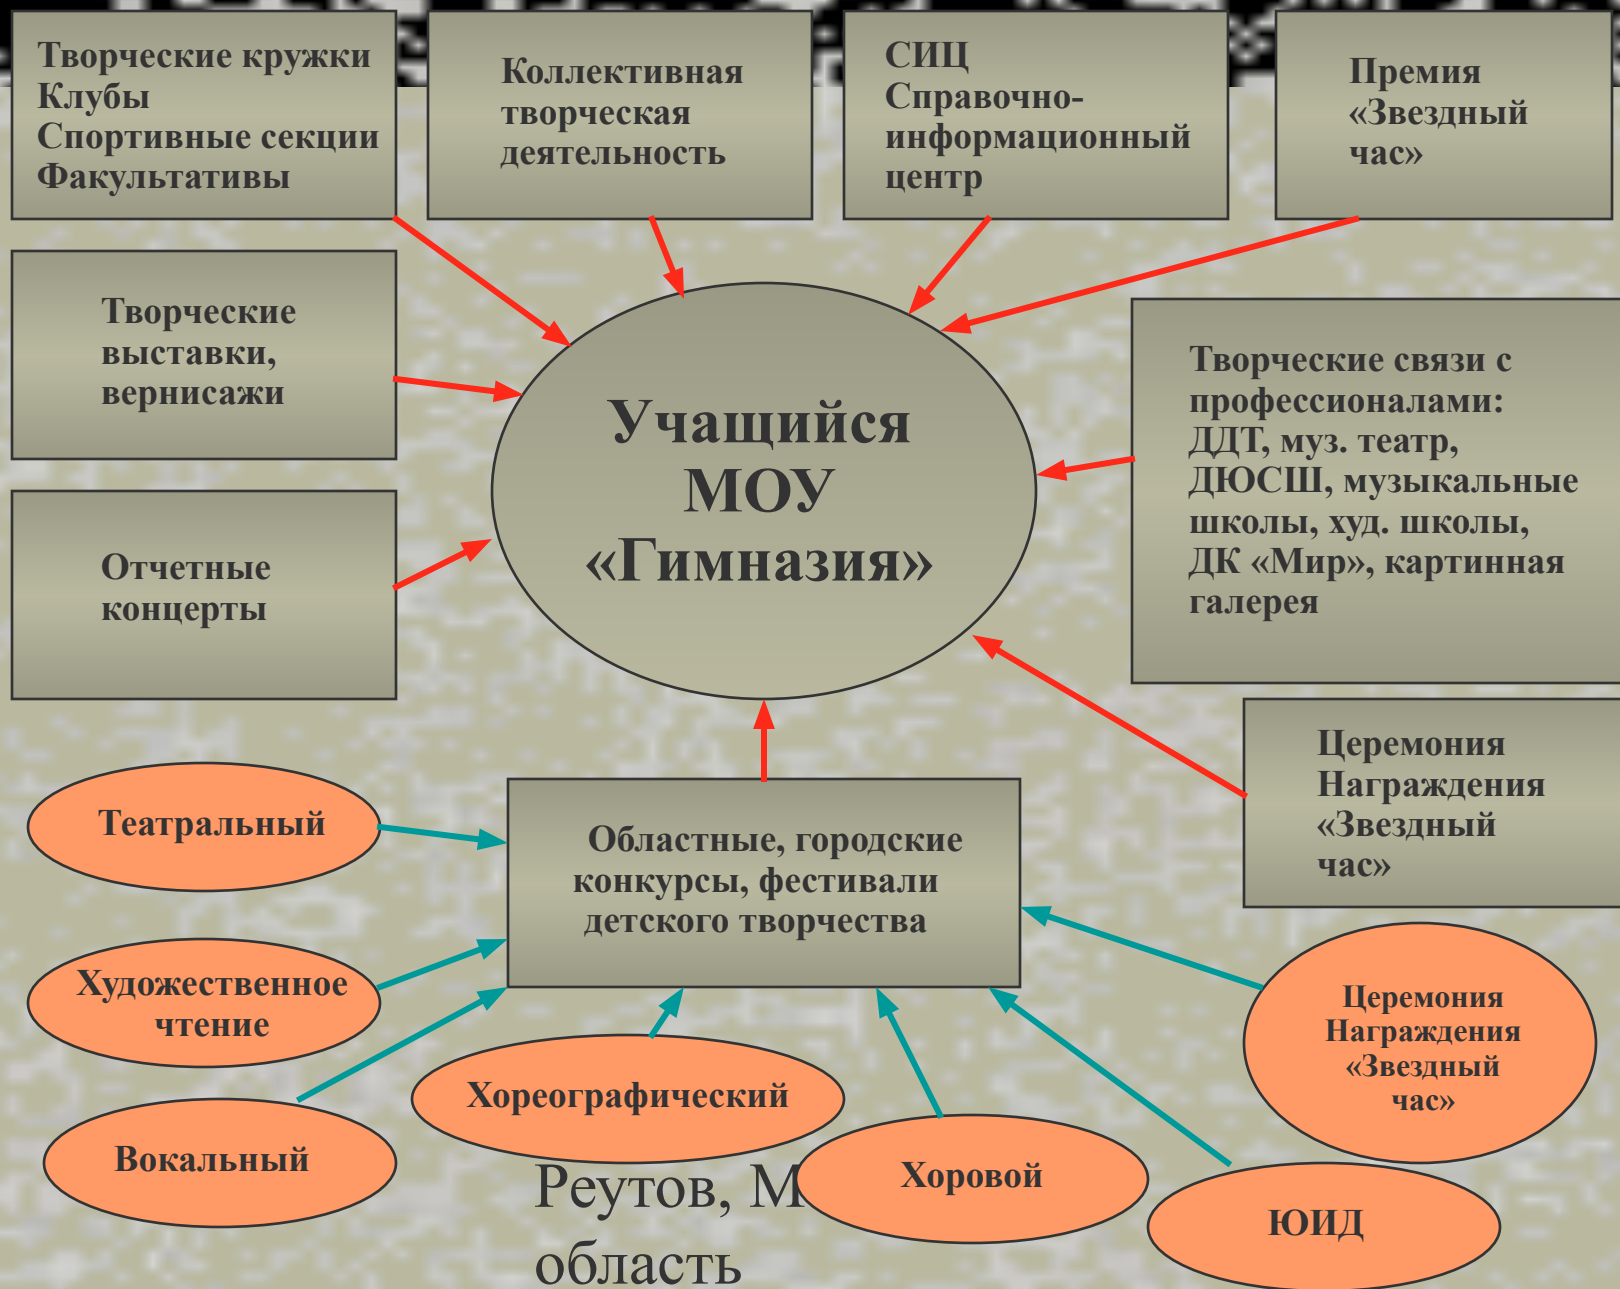 Творческие кружки
Клубы
Спортивные секции
Факультативы
Коллективная
творческая
деятельность
СИЦ
Справочно-
информационный
центр
Премия
«Звездный
час»
Творческие
выставки,
вернисажи
Учащийся
МОУ
«Гимназия»
Творческие связи с
профессионалами:
ДДТ, муз. театр,
ДЮСШ, музыкальные
школы, худ. школы,
ДК «Мир», картинная
галерея
Отчетные
концерты
Церемония
Награждения
«Звездный
час»
Театральный
Областные, городские
конкурсы, фестивали
детского творчества
Художественное
чтение
Церемония
Награждения
«Звездный
час»
Хореографический
Вокальный
Хоровой
ЮИД
Реутов, М
область